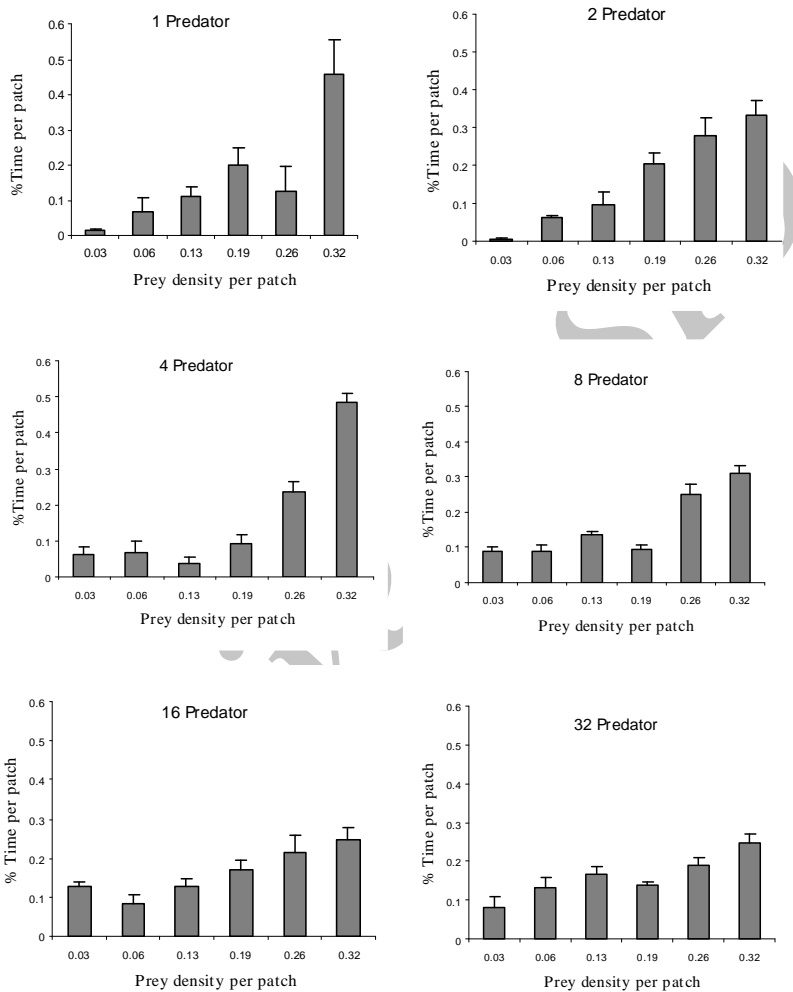 1 Predator
0.6
0.5
0.4
0.3
0.2
0.1
0
%Time per patch
0.03 0.06 0.13 0.19 0.26 0.32
Prey density per patch
2 Predator
0.6
0.5
0.4
0.3
0.2
0.1
0
%Time per patch
0.03 0.06 0.13 0.19 0.26 0.32
Prey density per patch
4 Predator
0.6
0.5
0.4
0.3
0.2
0.1
0
%Time per patch
0.03 0.06 0.13 0.19 0.26 0.32
Prey density per patch
8 Predator
0.6
0.5
0.4
0.3
0.2
0.1
0
%Time per patch
0.03 0.06 0.13 0.19 0.26 0.32
Prey density per patch
16 Predator
0.6
0.5
0.4
0.3
0.2
0.1
0
% Time per patch
0.03 0.06 0.13 0.19 0.26 0.32
Prey density per patch
32 Predator
0.6
0.5
0.4
0.3
0.2
0.1
0
% Time per patch
0.03 0.06 0.13 0.19 0.26 0.32
Prey density per patch